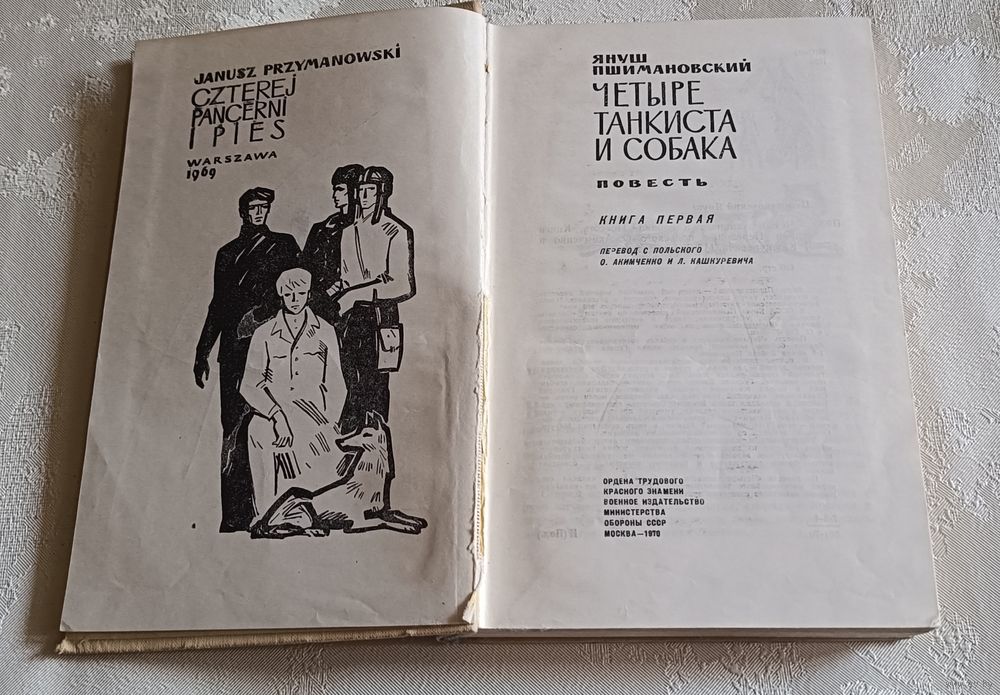 JANUSZ PRZYMANOWSKI
CZTEREJ
PANCERNI
I PIES
WARSZAWA
1969
ЯНУШ
ПШИМАНОВСКИЙ
ЧЕТЫРЕ
ТАНКИСТА
И СОБАКА
ПОВЕСТЬ
КНИГА ПЕРВАЯ
ПЕРЕВОД С ПОЛЬСКОГО
О. АКИМЧЕНКО И Л. КАШКУРЕВИЧА
ОРДЕНА ТРУДОВОГО
КРАСНОГО ЗНАМЕНИ
ВОЕННОЕ ИЗДАТЕЛЬСТВО
МИНИСТЕРСТВА
ОБОРОНЫ СССР
МОСКВА—1970